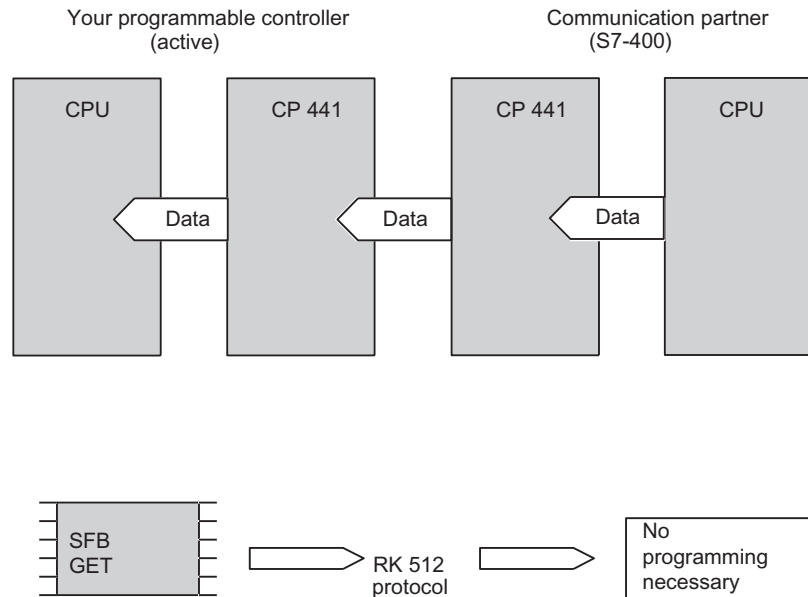 Your programmable controller
(active)
Communication partner
(S7-400)
CPU
CP 441
CP 441
CPU
Data
Data
Data
SFB
GET
RK 512
protocol
No
programming
necessary